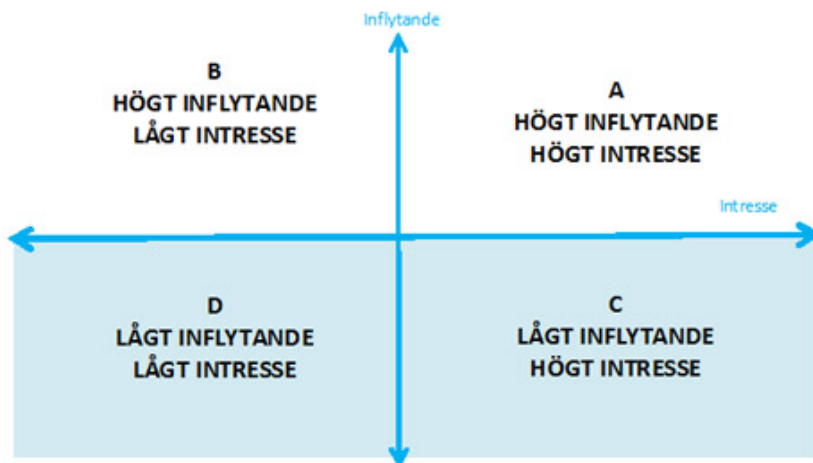 Inflytande
B
HÖGT INFLYTANDE
LÅGT INTRESSE
A
HÖGT INFLYTANDE
HÖGT INTRESSE
Intresse
D
LÅGT INFLYTANDE
LÅGT INTRESSE
C
LÅGT INFLYTANDE
HÖGT INTRESSE